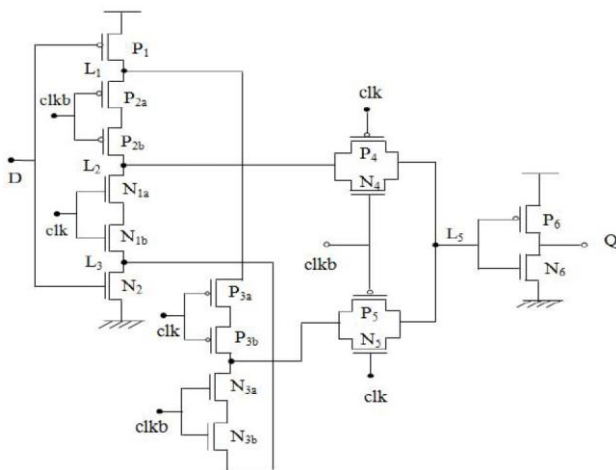 P1
L1
clkb
P2a
P2b
clk
L2
P4
D
N1a
N4
clk
N1b
L5
P6
Q
L3
clkb
N6
N2
P3a
P5
clk
P3b
N5
N3a
clk
clkb
N3b